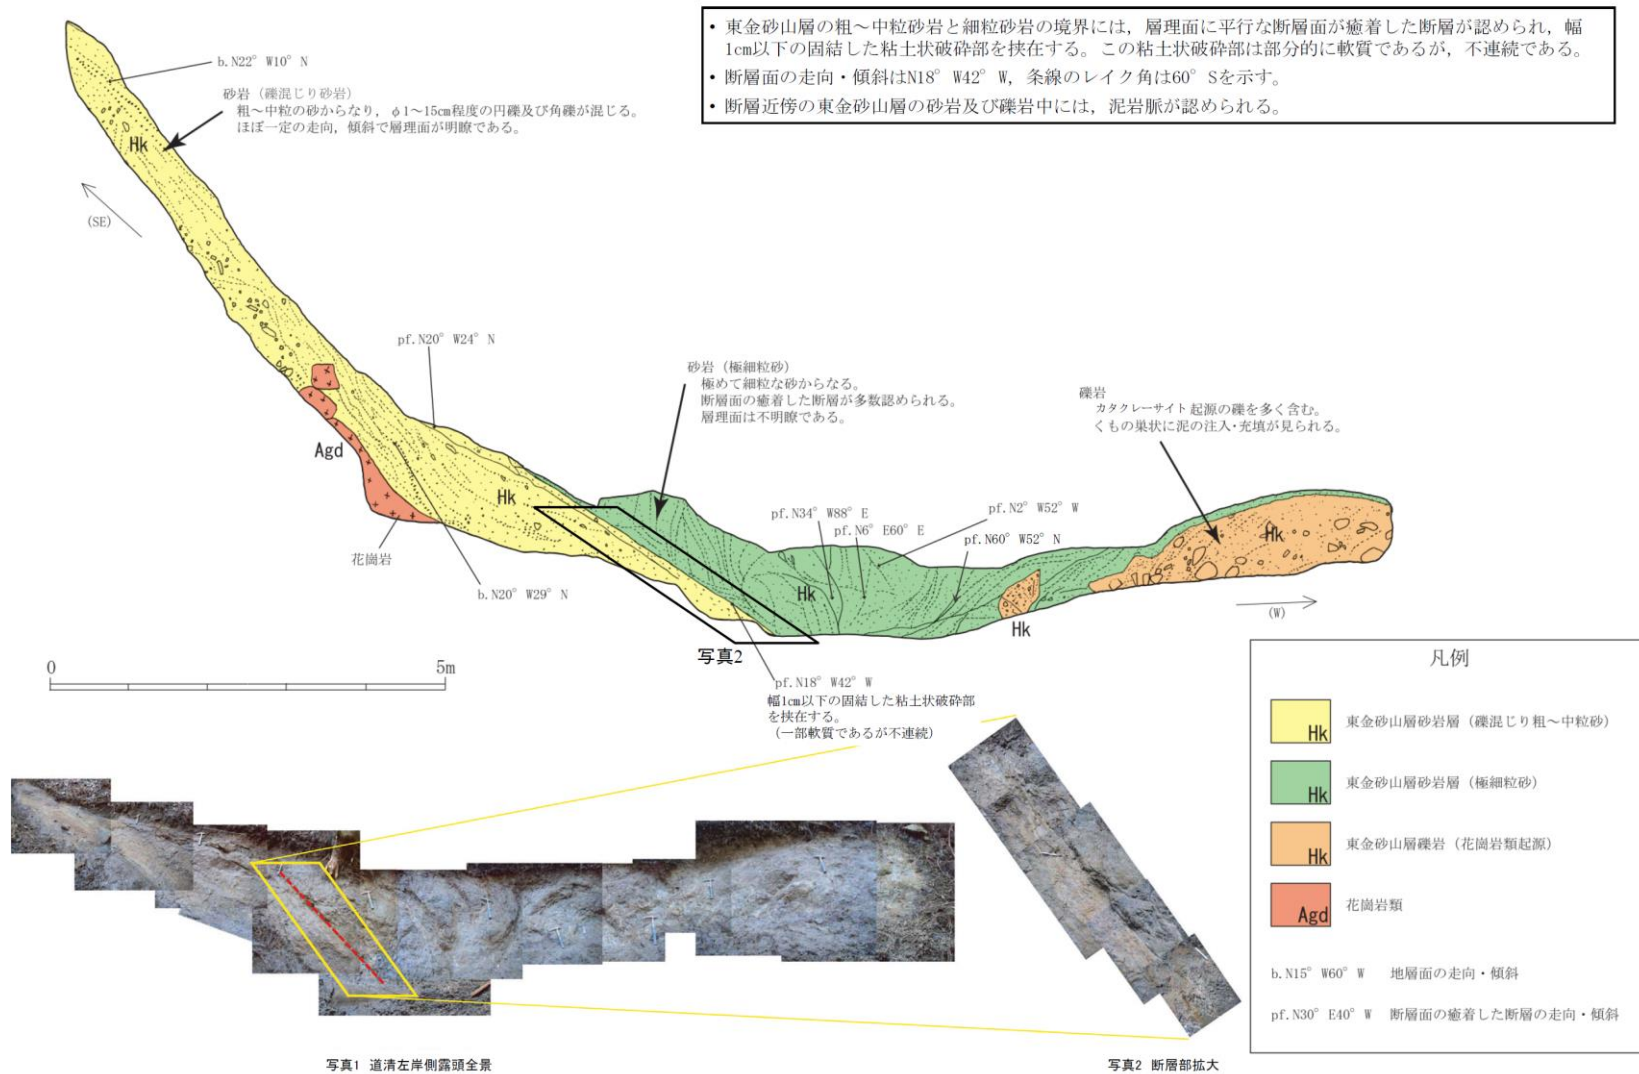 ・ 東金砂山層の粗～中粒砂岩と細粒砂岩の境界には，層理面に平行な断層面が癒着した断層が認められ，幅
1cm以下の固結した粘土状破砕部を挟在する。この粘土状破砕部は部分的に軟質であるが，不連続である。
・ 断層面の走向・傾斜はN18°W42°W，条線のレイク角は60°Sを示す。
・ 断層近傍の東金砂山層の砂岩及び礫岩中には，泥岩脈が認められる。
b.N22°W10°N
砂岩（礫混じり砂岩）
粗～中粒の砂からなり，φ1～15㎝程度の円礫及び角礫が混じる。
ほぼ一定の走向，傾斜で層理面が明瞭である。
Hk
(SE)
pf.N20°W24°N
砂岩（極細粒砂）
極めて細粒な砂からなる。
断層面の癒着した断層が多数認められる。
層理面は不明瞭である。
礫岩
カタクレーサイト起源の礫を多く含む。
くもの巣状に泥の注入・充填が見られる。
Agd
Hk
pf.N34°W88°E
pf.N6°E60°E
pf.N2°W52°W
pf.N60°W52°N
Hk
花崗岩
b.N20°W29°N
Hk
Hk
(W)
写真2
0
5m
pf.N18°W42°W
幅1cm以下の固結した粘土状破砕部
を挟在する。
（一部軟質であるが不連続）
凡例
Hk 東金砂山層砂岩層（礫混じり粗～中粒砂）
Hk 東金砂山層砂岩層（極細粒砂）
Hk 東金砂山層礫岩（花崗岩類起源）
Agd 花崗岩類
b.N15°W60°W 地層面の走向・傾斜
pf.N30°E40°W 断層面の癒着した断層の走向・傾斜
写真1 道清左岸側露頭全景
写真2 断層部拡大